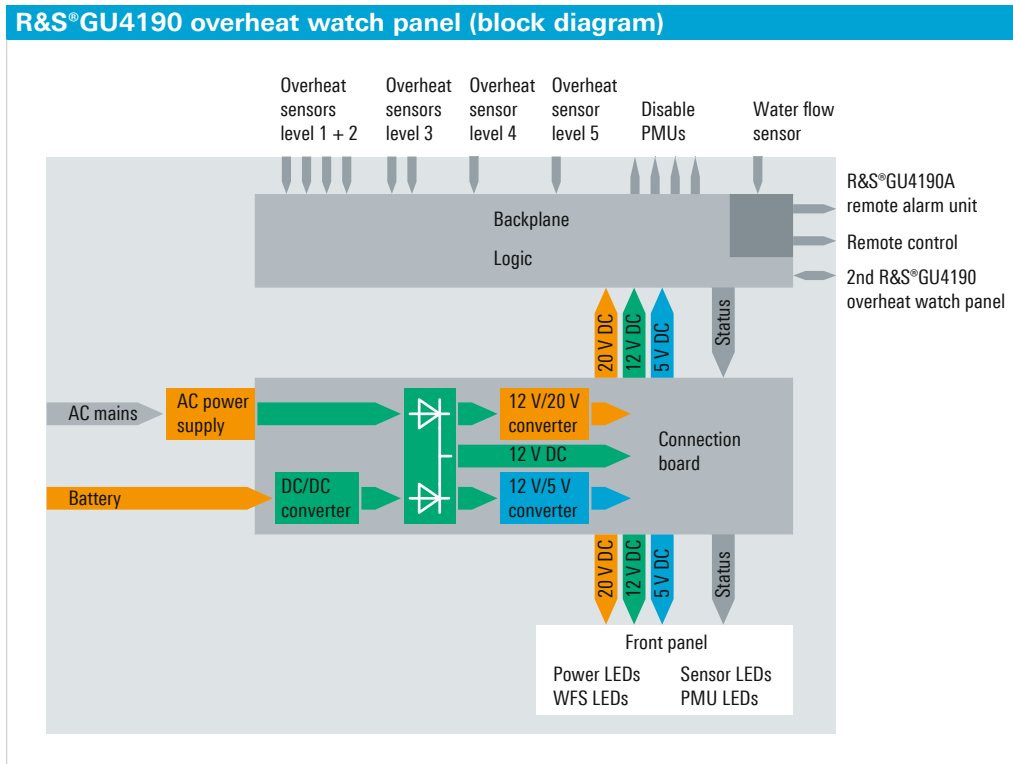 R&S®GU4190 overheat watch panel (block diagram)
Overheat
sensors
level 1 + 2
Overheat
sensors
level 3
Overheat
sensor
level 4
Overheat
sensor
level 5
Disable
PMUs
Water flow
sensor
R&S®GU4190A
remote alarm unit
Remote control
2nd R&S®GU4190
overheat watch panel
Backplane
Logic
20 V DC
12 V DC
5 V DC
Status
AC mains
AC power
supply
12 V/20 V
converter
12 V DC
Connection
board
Battery
DC/DC
converter
12 V/5 V
converter
20 V DC
12 V DC
5 V DC
Status
Front panel
Power LEDs
WFS LEDs
Sensor LEDs
PMU LEDs